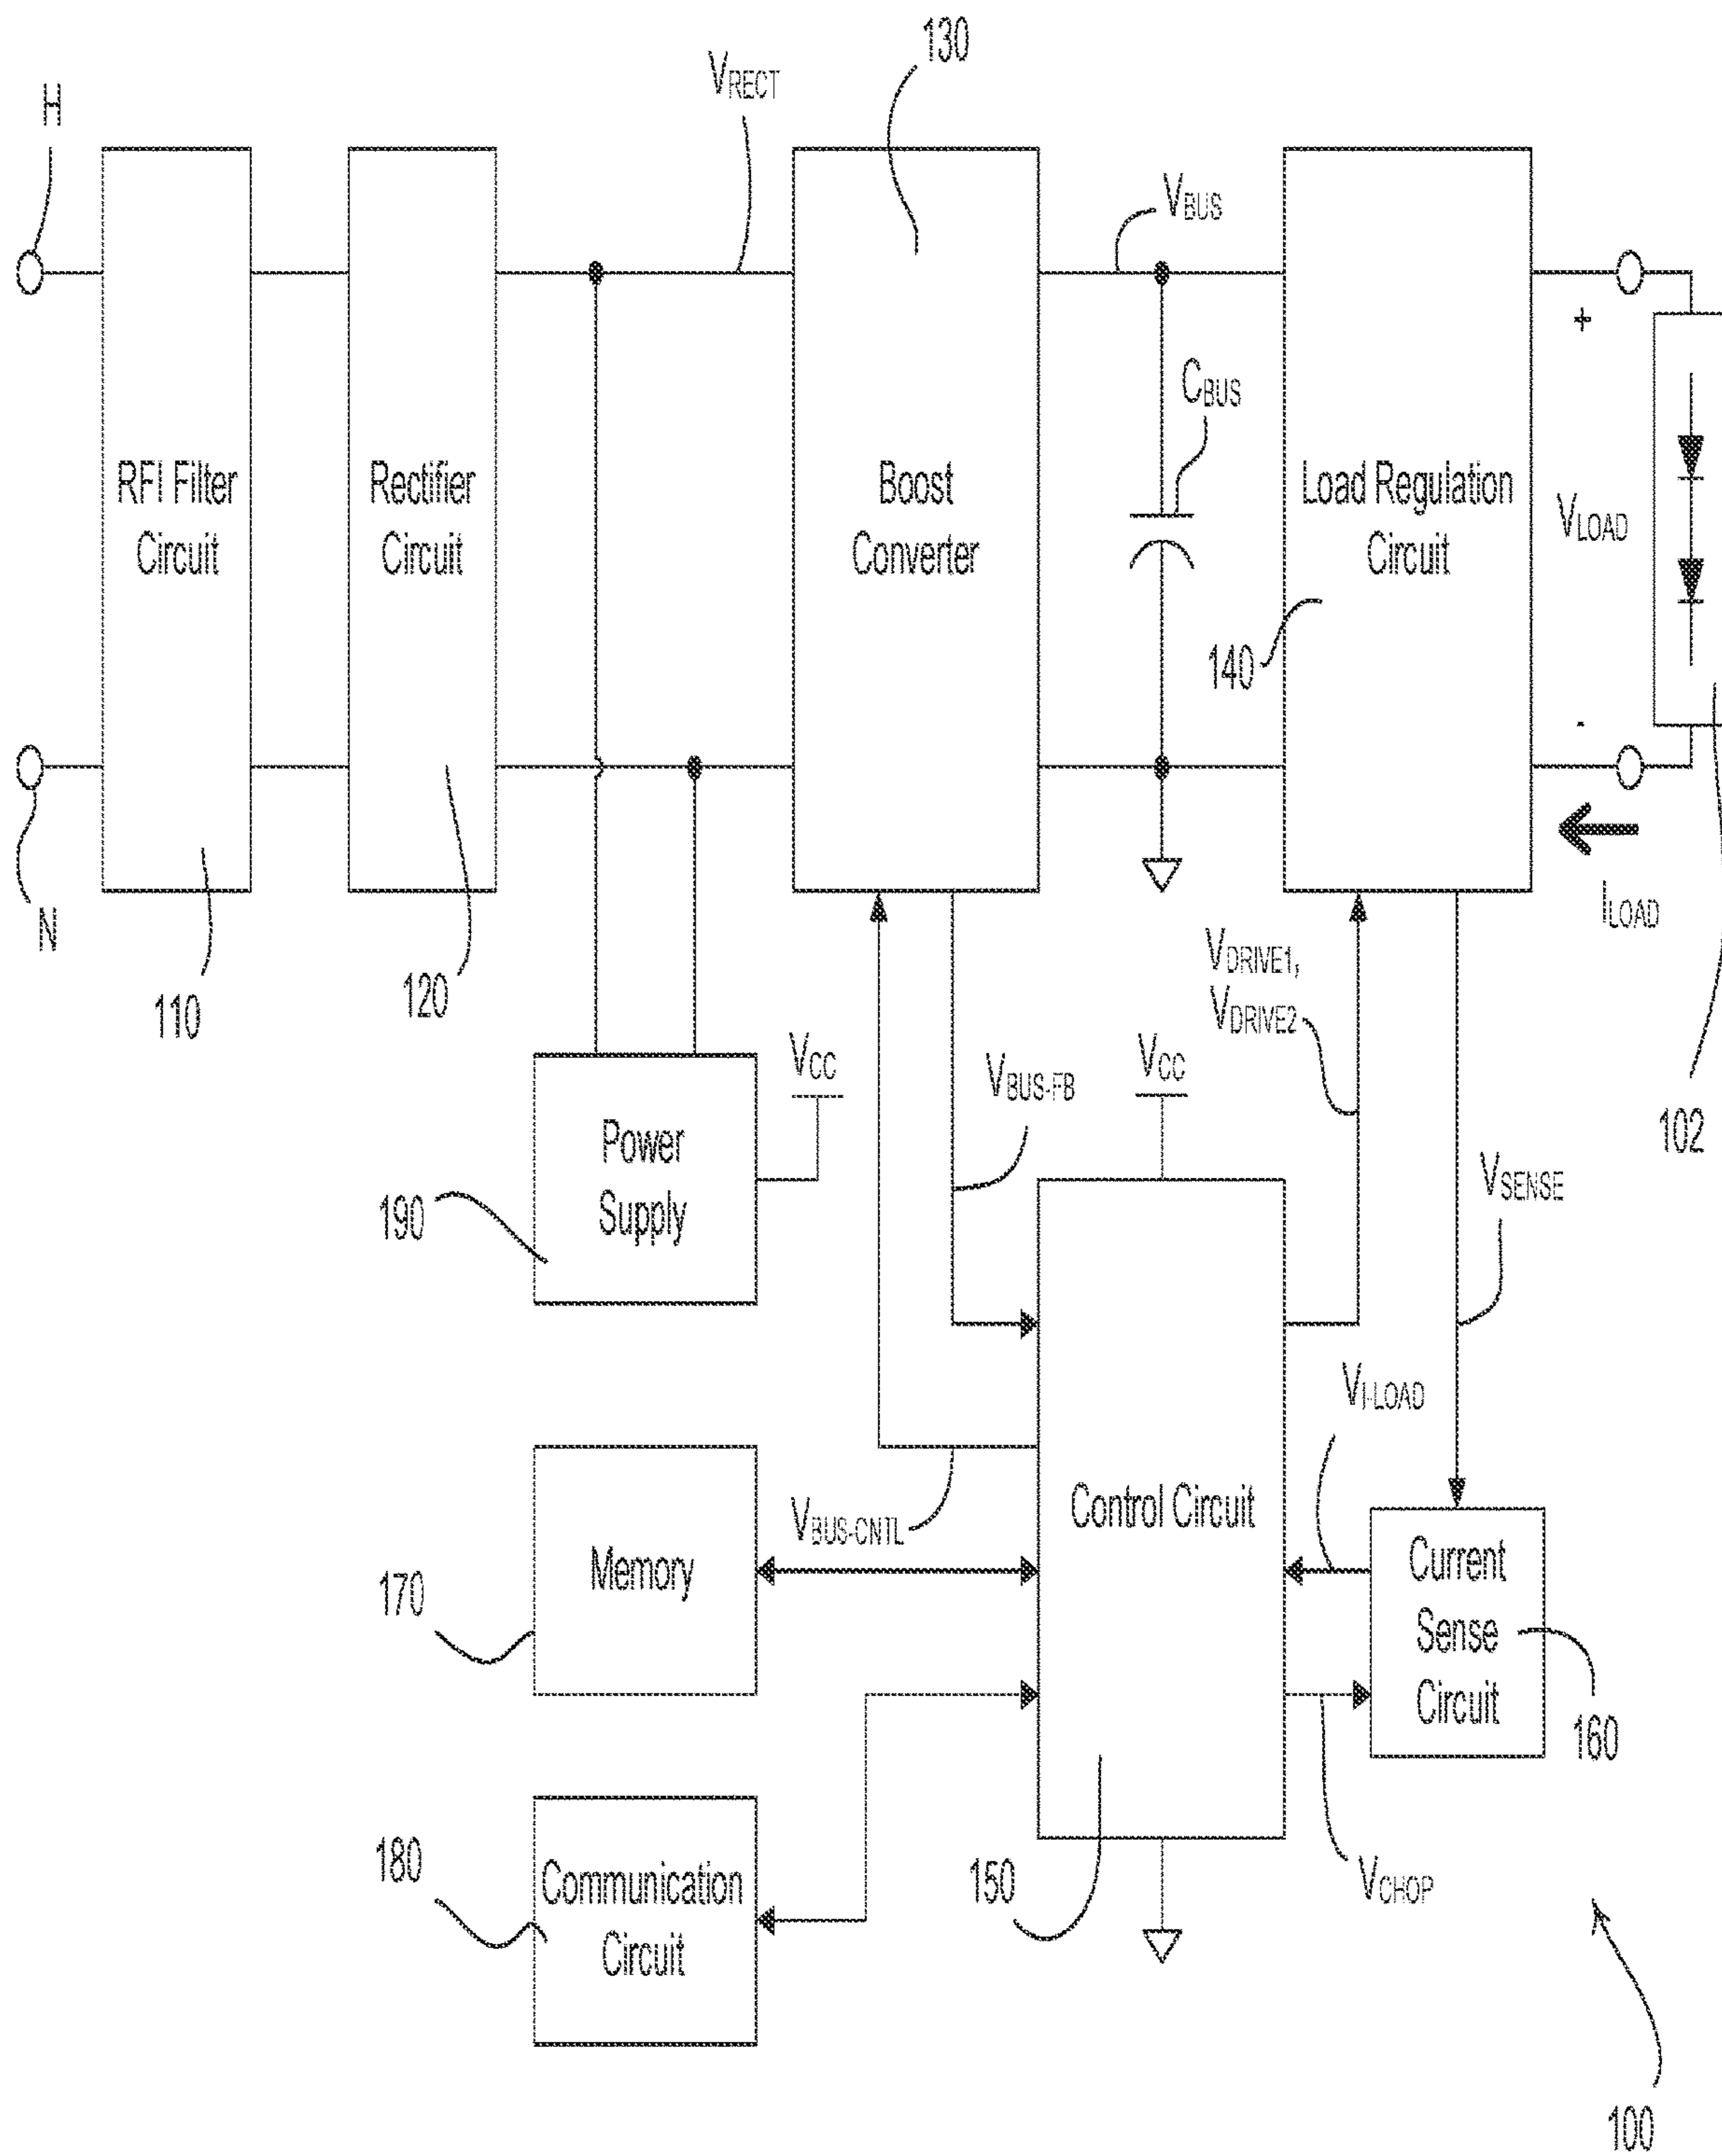 130
H
VRECT
VBUS
CBUS
+
RFI Filter
Circuit
Rectifier
Circuit
Boost
Converter
Load Regulation
Circuit
VLOAD
140
-
N
110
120
ILOAD
VDRIVE1,
VDRIVE2
VCC
VCC
VBUS-FB
102
Power
Supply
190
VSENSE
VI-LOAD
VBUS-CNTL
Control Circuit
Memory
170
Current
Sense
Circuit
160
180
Communication
Circuit
150
VCHOP
100